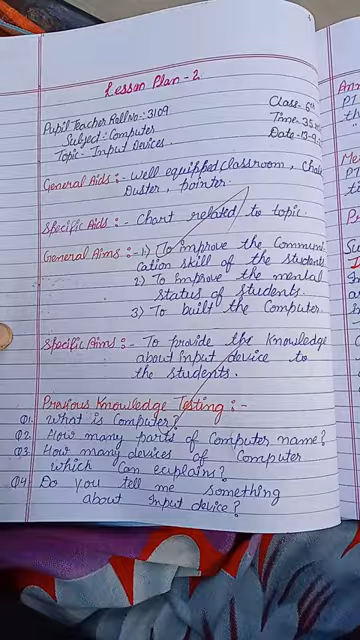 Lesson Plan - 2
Pupil Teacher Roll no -: 3109
Class- 6th
Subject: Computer
Time- 35
Topic- Input Devices.
Date- 13-9
General Aids:- well equipped classroom,
Duster, pointer.
Specific Aids:- Chart related to topic.
General Aims:- 1) To improve the Communi
cation skill of the students
2) To improve the mental
status of students.
3) To built the Computer.
Specific Aims:- To provide the knowledge
about input device to
the students.
Previous Knowledge Testing:-
Q1. What is Computer?
Q2. How many parts of Computer name?
Q3. How many devices of Computer
which Can ecplains?
Q4 Do you tell me something
about input device?